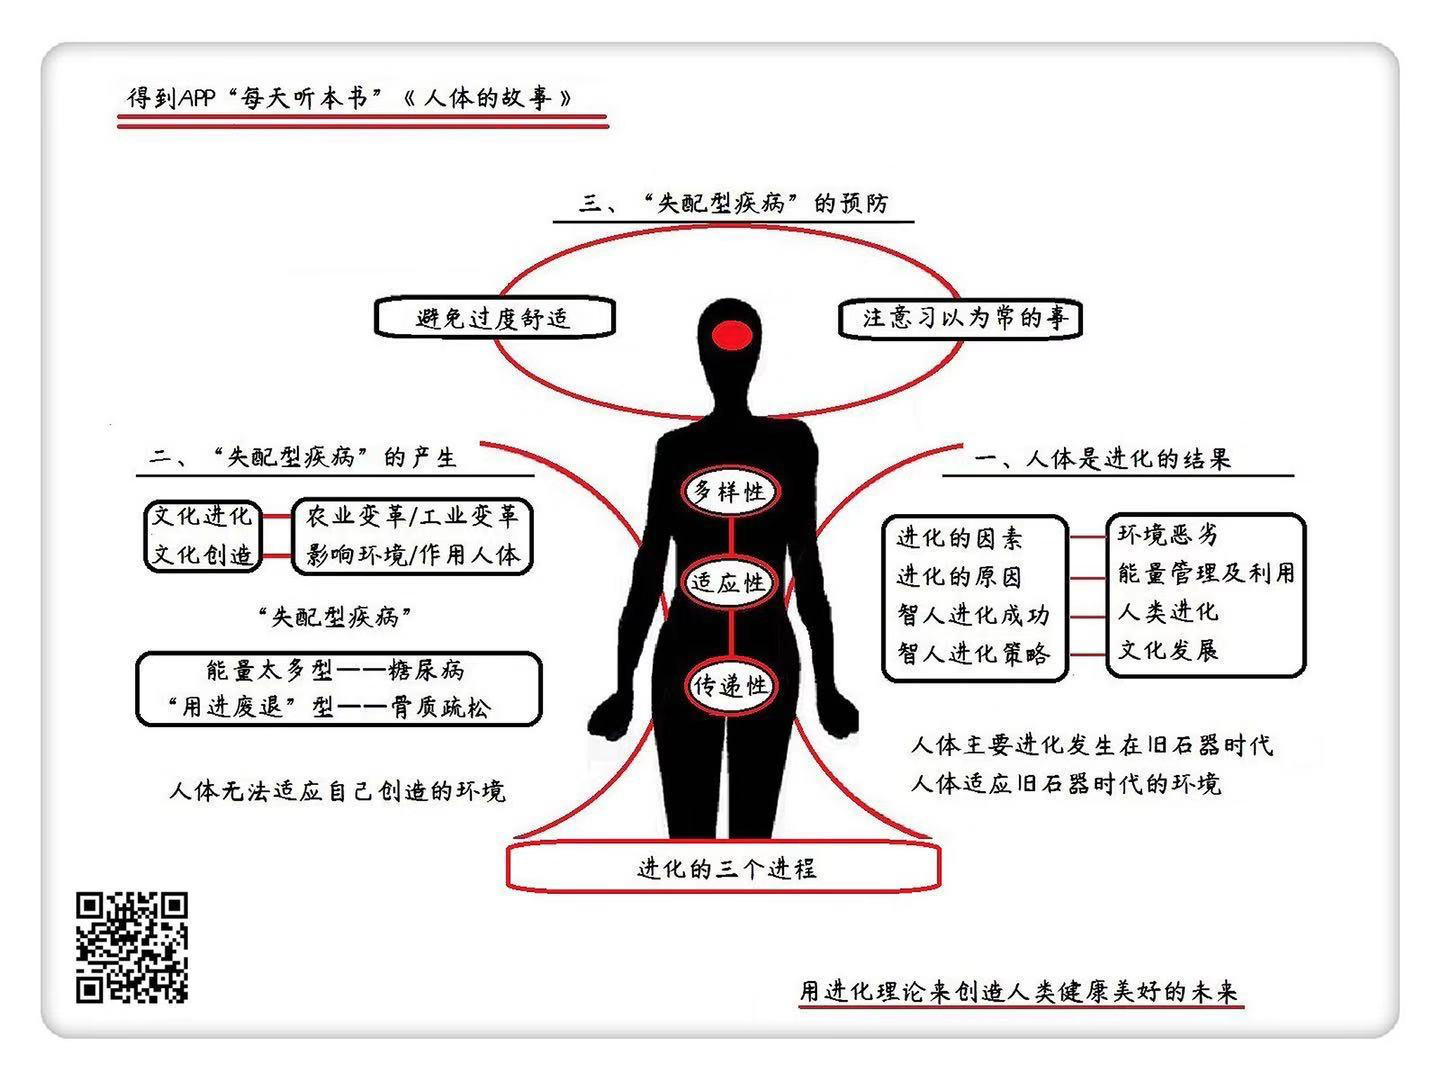 得到APP“每天听本书”《人体的故事》
三、“失配型疾病”的预防
避免过度舒适
注意习以为常的事
二、“失配型疾病”的产生
文化进化
农业变革/工业变革
文化创造
影响环境/作用人体
“失配型疾病”
能量太多型——糖尿病
“用进废退”型——骨质疏松
人体无法适应自己创造的环境
多样性
适应性
传递性
一、人体是进化的结果
进化的因素
环境恶劣
进化的原因
能量管理及利用
智人进化成功
人类进化
智人进化策略
文化发展
人体主要进化发生在旧石器时代
人体适应旧石器时代的环境
进化的三个进程
用进化理论来创造人类健康美好的未来